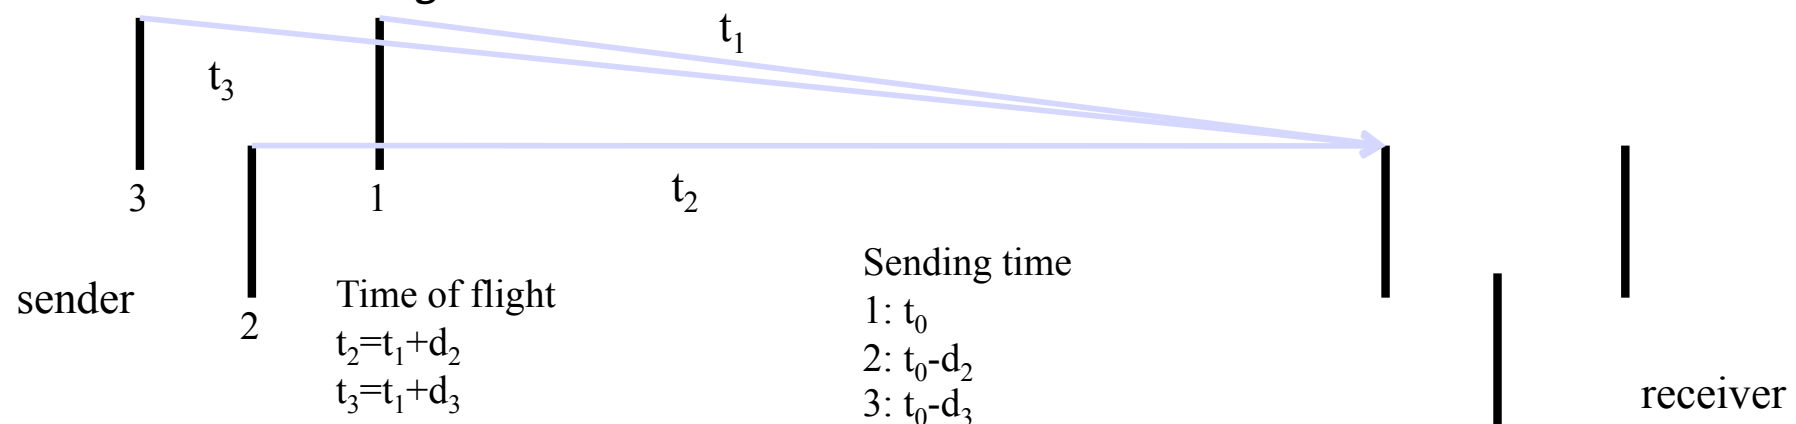 t₁
t₃
3
1
t₂
sender
2
Time of flight
t₂=t₁+d₂
t₃=t₁+d₃
Sending time
1: t₀
2: t₀-d₂
3: t₀-d₃
receiver